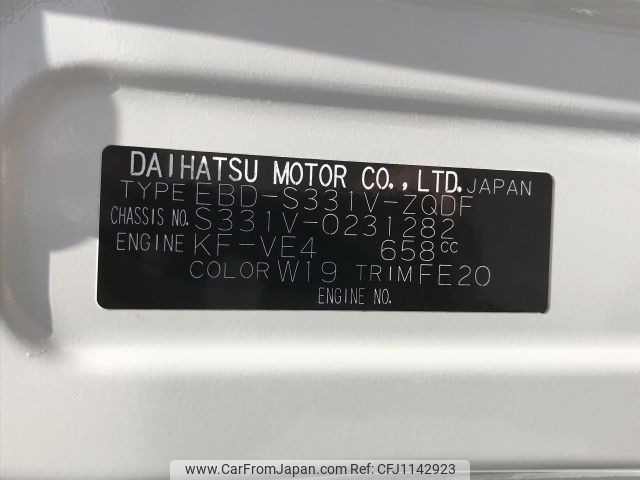 DAIHATSU MOTOR CO., LTD. JAPAN
TYPE EBD-S331V-ZQDF
CHASSIS NO. S331V-0231282
ENGINE KF-VE4 658cc
COLOR W19 TRIM FE20
ENGINE NO.
www.CarFromJapan.com CFJ1142923